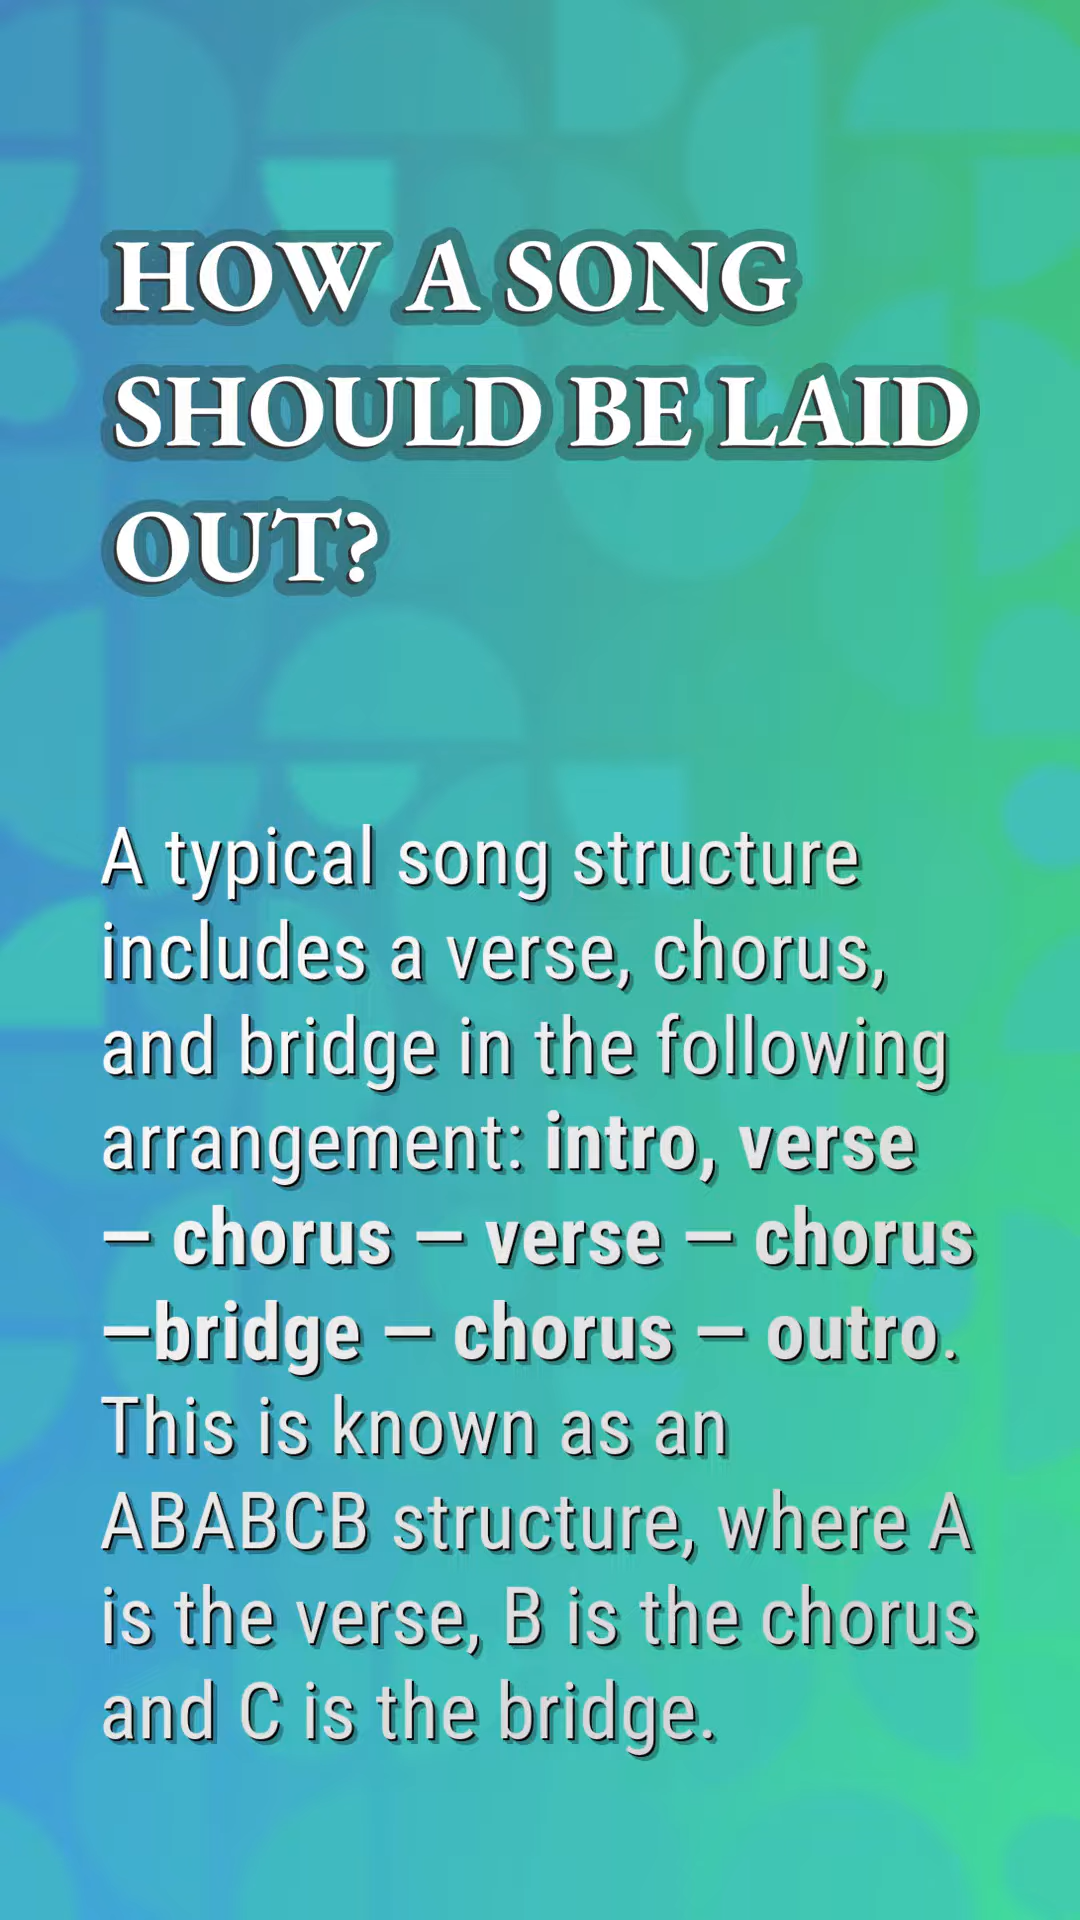 HOW A SONG
SHOULD BE LAID
OUT?
A typical song structure
includes a verse, chorus,
and bridge in the following
arrangement: intro, verse
— chorus — verse — chorus
—bridge — chorus — outro.
This is known as an
ABABCB structure, where A
is the verse, B is the chorus
and C is the bridge.